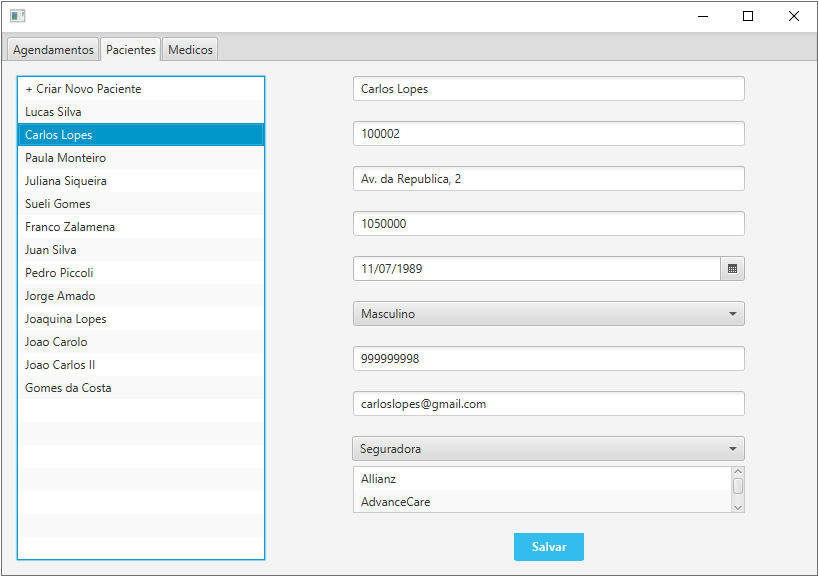 Agendamentos Pacientes Medicos
+ Criar Novo Paciente
Lucas Silva
Carlos Lopes
Paula Monteiro
Juliana Siqueira
Sueli Gomes
Franco Zalamena
Juan Silva
Pedro Piccoli
Jorge Amado
Joaquina Lopes
Joao Carolo
Joao Carlos II
Gomes da Costa
Carlos Lopes
100002
Av. da Republica, 2
1050000
11/07/1989
Masculino
999999998
carloslopes@gmail.com
Seguradora
Allianz
AdvanceCare
Salvar